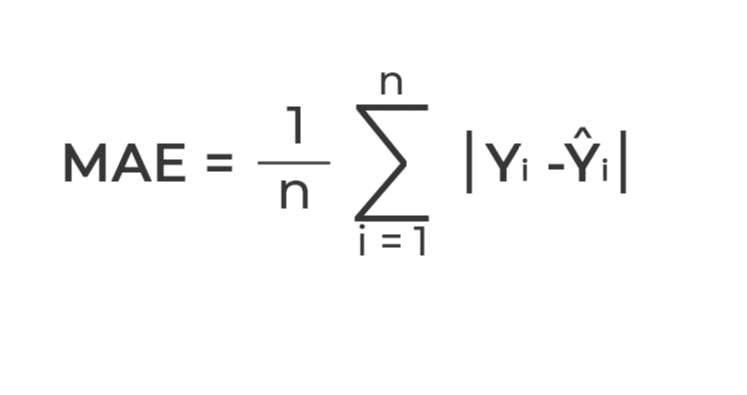 MAE = 1/n n∑i = 1 |Yi -Ŷi|